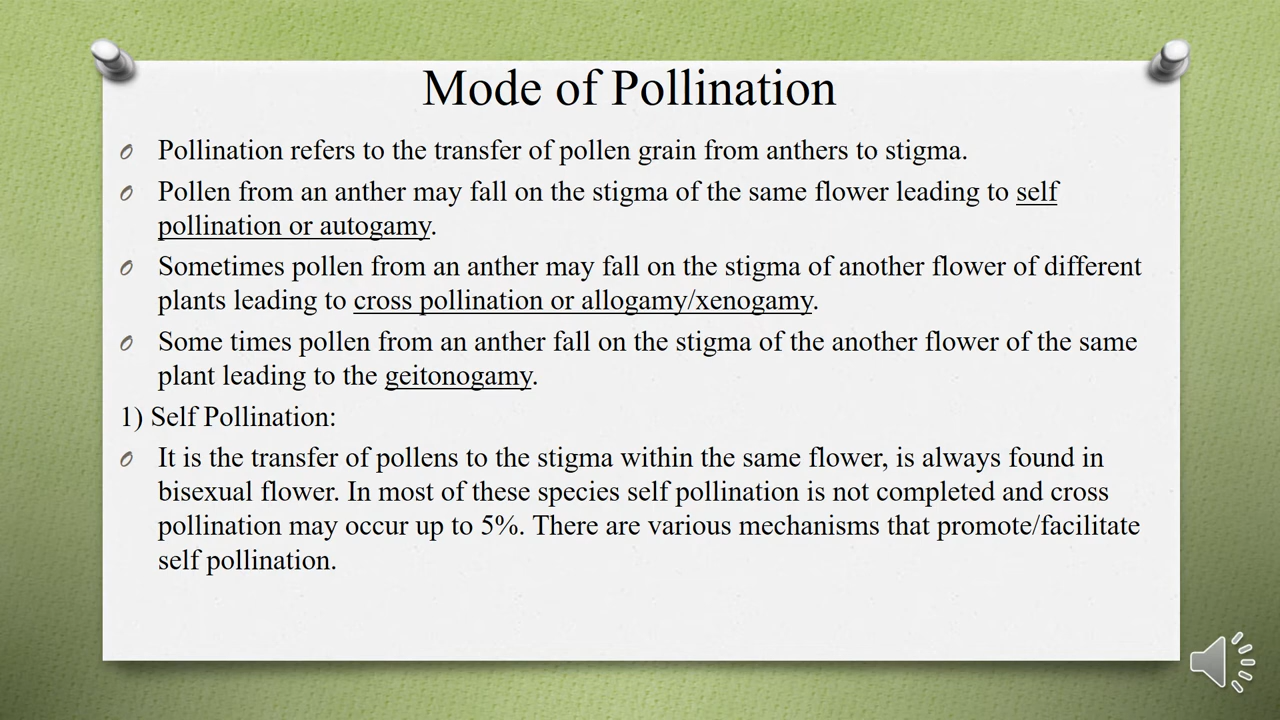 Mode of Pollination
Pollination refers to the transfer of pollen grain from anthers to stigma.
Pollen from an anther may fall on the stigma of the same flower leading to self
pollination or autogamy.
Sometimes pollen from an anther may fall on the stigma of another flower of different
plants leading to cross pollination or allogamy/xenogamy.
Some times pollen from an anther fall on the stigma of the another flower of the same
plant leading to the geitonogamy.
1) Self Pollination:
It is the transfer of pollens to the stigma within the same flower, is always found in
bisexual flower. In most of these species self pollination is not completed and cross
pollination may occur up to 5%. There are various mechanisms that promote/facilitate
self pollination.